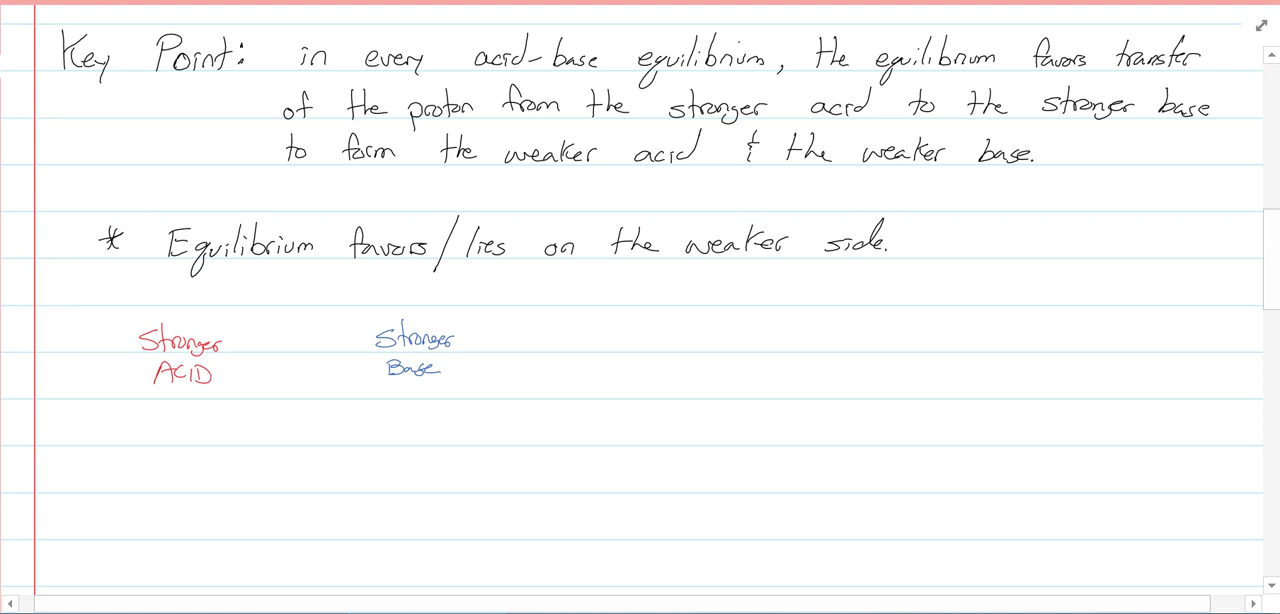 Key Point: in every acid-base equilibrium, the equilibrium favors transfer
of the proton from the stronger acid to the stronger base
to form the weaker acid & the weaker base.
* Equilibrium favors/lies on the weaker side.
Stronger Stronger
ACID Base